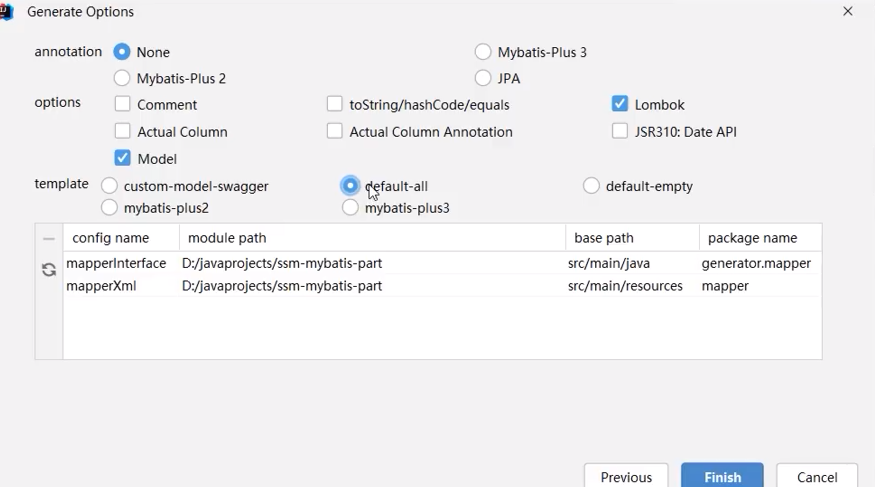 Generate Options
annotation None Mybatis-Plus 3
Mybatis-Plus 2 JPA
options Comment toString/hashCode/equals Lombok
Actual Column Actual Column Annotation JSR310: Date API
Model
template custom-model-swagger default-all default-empty
mybatis-plus2 mybatis-plus3
config name module path base path package name
mapperInterface D:/javaprojects/ssm-mybatis-part src/main/java generator.mapper
mapperXml D:/javaprojects/ssm-mybatis-part src/main/resources mapper
Previous Finish Cancel